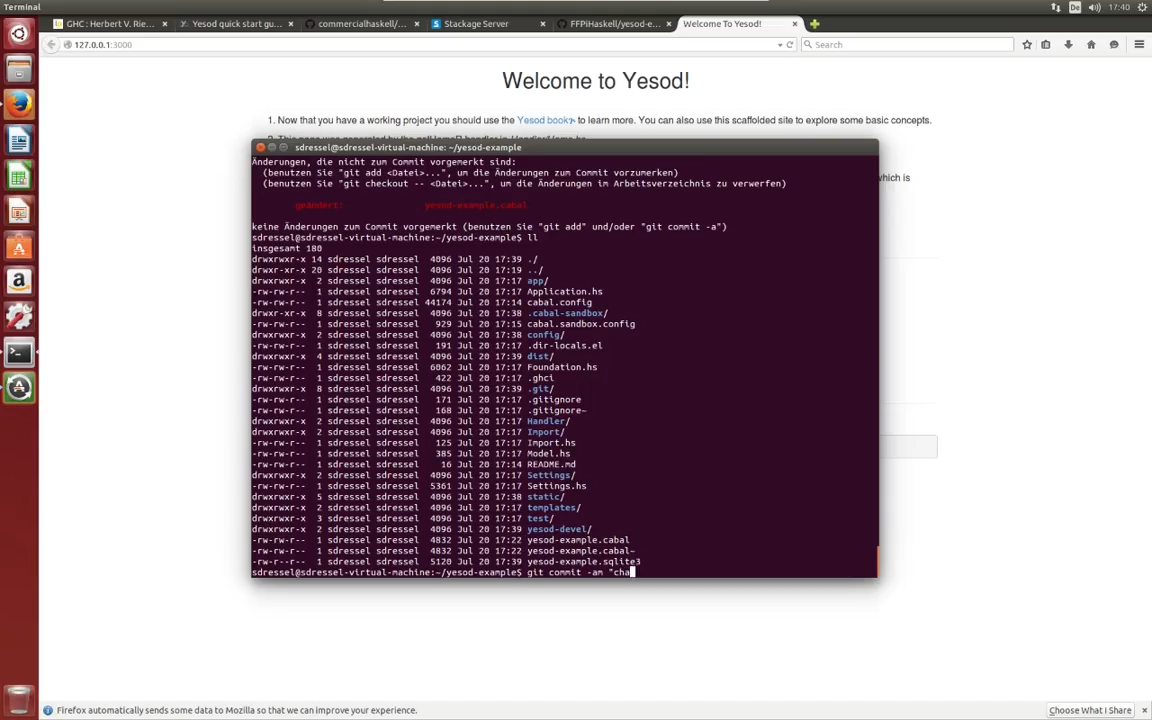 Terminal
De
17:40
GHC : Herbert V. Rie...
Yesod quick start gu...
commercialhaskell/...
Stackage Server
FFPiHaskell/yesod-e...
Welcome To Yesod!
127.0.0.1:3000
Search
Welcome to Yesod!
1. Now that you have a working project you should use the Yesod book to learn more. You can also use this scaffolded site to explore some basic concepts.
which is
sdressel@sdressel-virtual-machine: ~/yesod-example
Änderungen, die nicht zum Commit vorgemerkt sind:
(benutzen Sie "git add <Datei>...", um die Änderungen zum Commit vorzumerken)
(benutzen Sie "git checkout -- <Datei>...", um die Änderungen im Arbeitsverzeichnis zu verwerfen)
geändert: yesod-example.cabal
keine Änderungen zum Commit vorgemerkt (benutzen Sie "git add" und/oder "git commit -a")
sdressel@sdressel-virtual-machine:~/yesod-example$ ll
insgesamt 180
drwxrwxr-x 14 sdressel sdressel 4096 Jul 20 17:39 ./
drwxr-xr-x 20 sdressel sdressel 4096 Jul 20 17:19 ../
drwxrwxr-x 2 sdressel sdressel 4096 Jul 20 17:17 app/
-rw-rw-r-- 1 sdressel sdressel 6794 Jul 20 17:17 Application.hs
-rw-rw-r-- 1 sdressel sdressel 44174 Jul 20 17:14 cabal.config
drwxrwxr-x 8 sdressel sdressel 4096 Jul 20 17:38 .cabal-sandbox/
-rw-rw-r-- 1 sdressel sdressel 929 Jul 20 17:15 cabal.sandbox.config
drwxrwxr-x 2 sdressel sdressel 4096 Jul 20 17:38 config/
-rw-rw-r-- 1 sdressel sdressel 191 Jul 20 17:17 .dir-locals.el
drwxrwxr-x 4 sdressel sdressel 4096 Jul 20 17:39 dist/
-rw-rw-r-- 1 sdressel sdressel 6062 Jul 20 17:17 Foundation.hs
-rw-rw-r-- 1 sdressel sdressel 422 Jul 20 17:17 .ghci
drwxrwxr-x 8 sdressel sdressel 4096 Jul 20 17:39 .git/
-rw-rw-r-- 1 sdressel sdressel 171 Jul 20 17:17 .gitignore
-rw-rw-r-- 1 sdressel sdressel 168 Jul 20 17:17 .gitignore~
drwxrwxr-x 2 sdressel sdressel 4096 Jul 20 17:17 Handler/
drwxrwxr-x 2 sdressel sdressel 4096 Jul 20 17:17 Import/
-rw-rw-r-- 1 sdressel sdressel 125 Jul 20 17:17 Import.hs
-rw-rw-r-- 1 sdressel sdressel 385 Jul 20 17:17 Model.hs
-rw-rw-r-- 1 sdressel sdressel 16 Jul 20 17:14 README.md
drwxrwxr-x 2 sdressel sdressel 4096 Jul 20 17:17 Settings/
-rw-rw-r-- 1 sdressel sdressel 5361 Jul 20 17:17 Settings.hs
drwxrwxr-x 5 sdressel sdressel 4096 Jul 20 17:38 static/
drwxrwxr-x 2 sdressel sdressel 4096 Jul 20 17:17 templates/
drwxrwxr-x 3 sdressel sdressel 4096 Jul 20 17:17 test/
drwxrwxr-x 2 sdressel sdressel 4096 Jul 20 17:39 yesod-devel/
-rw-rw-r-- 1 sdressel sdressel 4832 Jul 20 17:22 yesod-example.cabal
-rw-rw-r-- 1 sdressel sdressel 4832 Jul 20 17:22 yesod-example.cabal~
-rw-r--r-- 1 sdressel sdressel 5120 Jul 20 17:39 yesod-example.sqlite3
sdressel@sdressel-virtual-machine:~/yesod-example$ git commit -am "cha
Firefox automatically sends some data to Mozilla so that we can improve your experience.
Choose What I Share